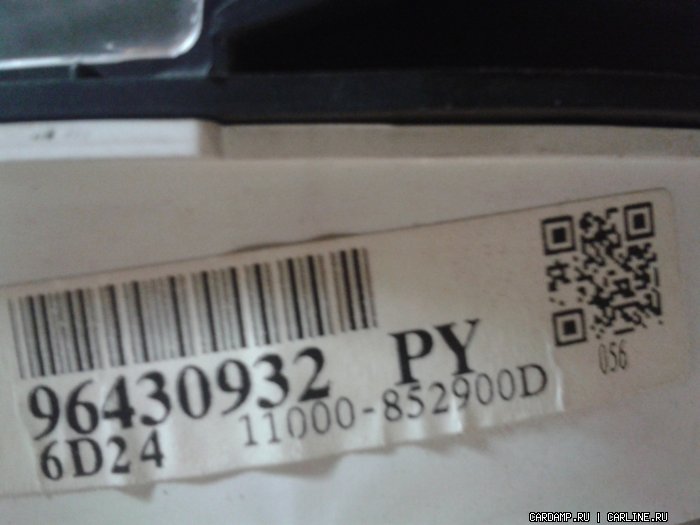 96430932 PY
056
6D24 11000-852900D
CARDAMP.RU | CARLINE.RU